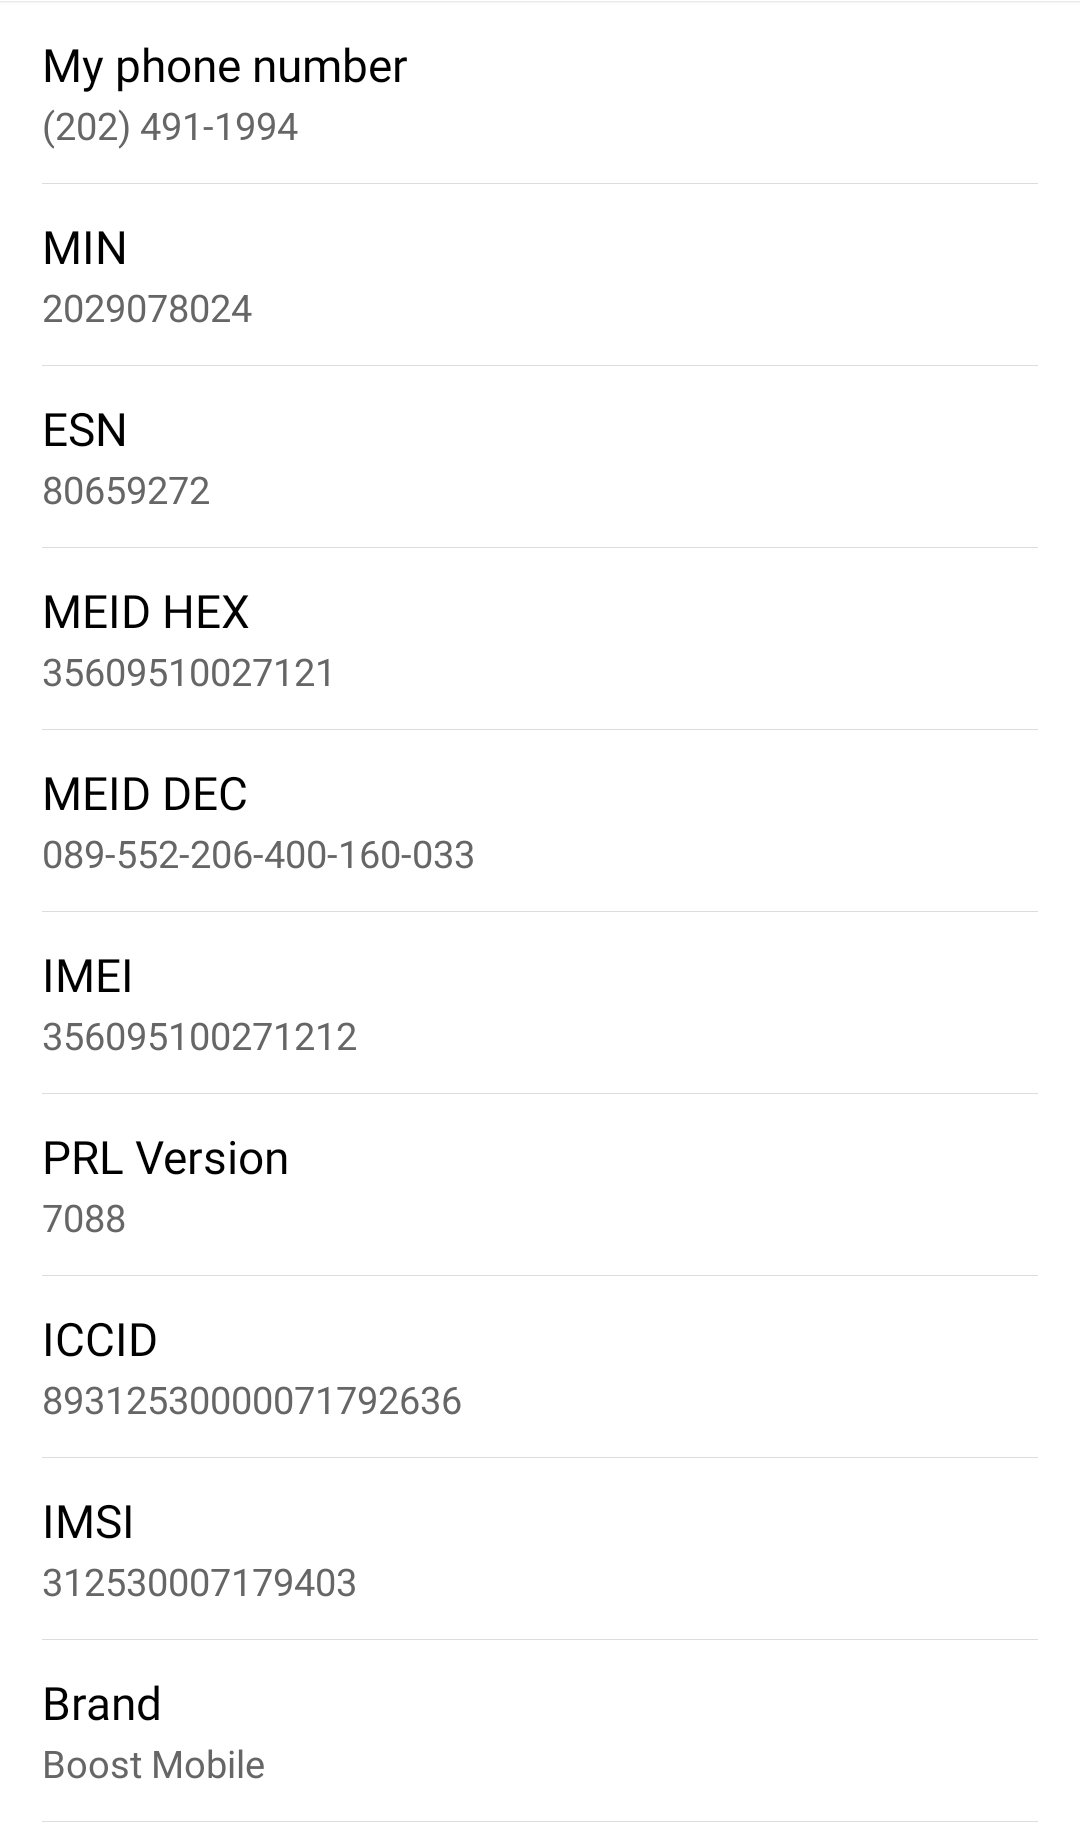 My phone number
(202) 491-1994
MIN
2029078024
ESN
80659272
MEID HEX
35609510027121
MEID DEC
089-552-206-400-160-033
IMEI
356095100271212
PRL Version
7088
ICCID
89312530000071792636
IMSI
312530007179403
Brand
Boost Mobile